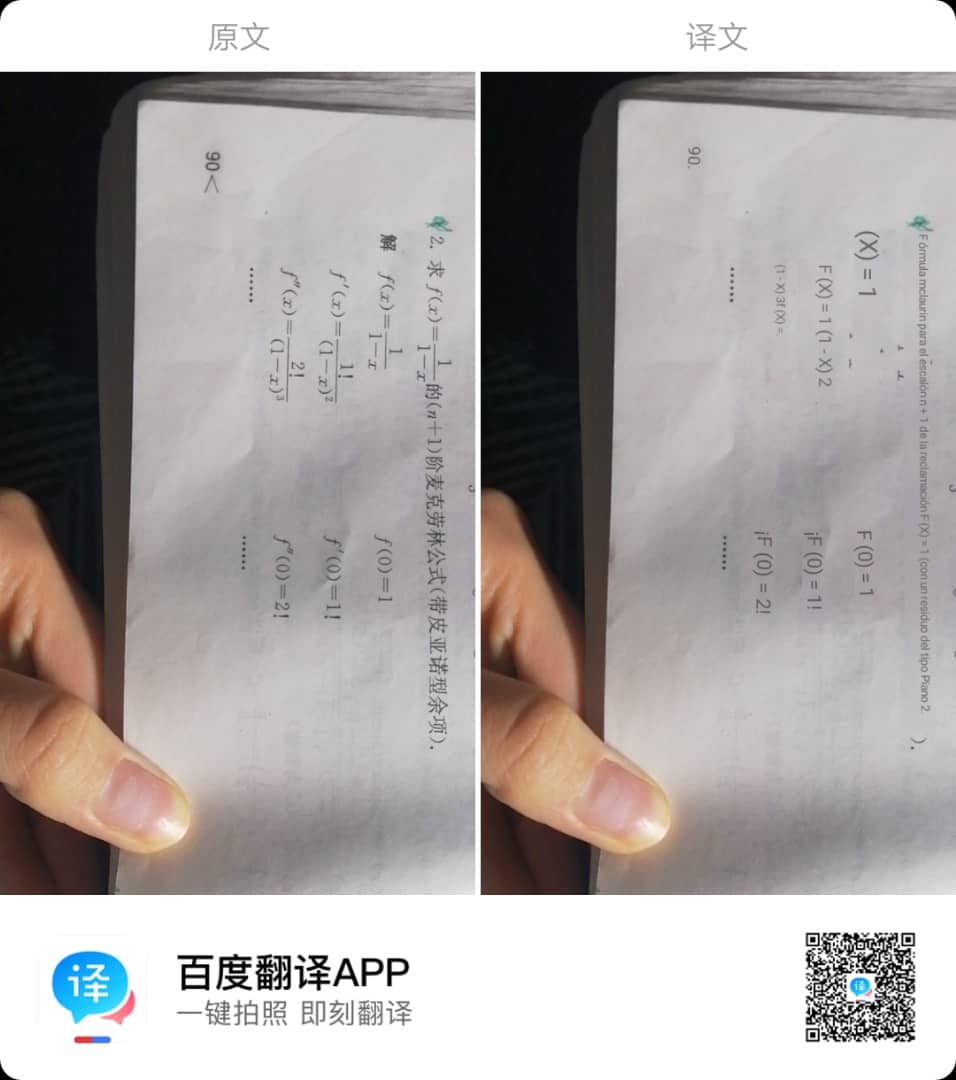 原文
译文
2. 求 f(x)=1/(1-x)的(n+1)阶麦克劳林公式(带皮亚诺型余项).
解 f(x)=1/(1-x) f(0)=1
f′(x)=1!/(1-x)² f′(0)=1!
f″(x)=2!/(1-x)³ f″(0)=2!
…… ……
90<
Fórmula mclaurin para el escalón n + 1 de la reclamación F (X) = 1 (con un residuo del tipo Piano 2. ).
(X) = 1 F (0) = 1
F (X) = 1 (1 - X) 2 ¡F (0) = 1!
(1 - X) 3f (X) =. ¡F (0) = 2!
…… ……
90.
译
百度翻译APP
一键拍照 即刻翻译
译